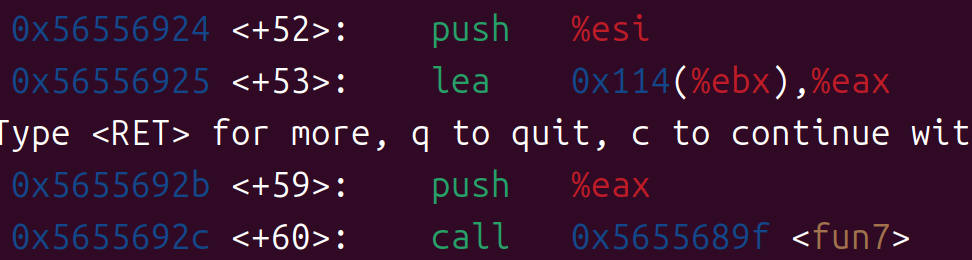 0x56556924 <+52>: push %esi
0x56556925 <+53>: lea 0x114(%ebx),%eax
Type <RET> for more, q to quit, c to continue wit
0x5655692b <+59>: push %eax
0x5655692c <+60>: call 0x5655689f <fun7>